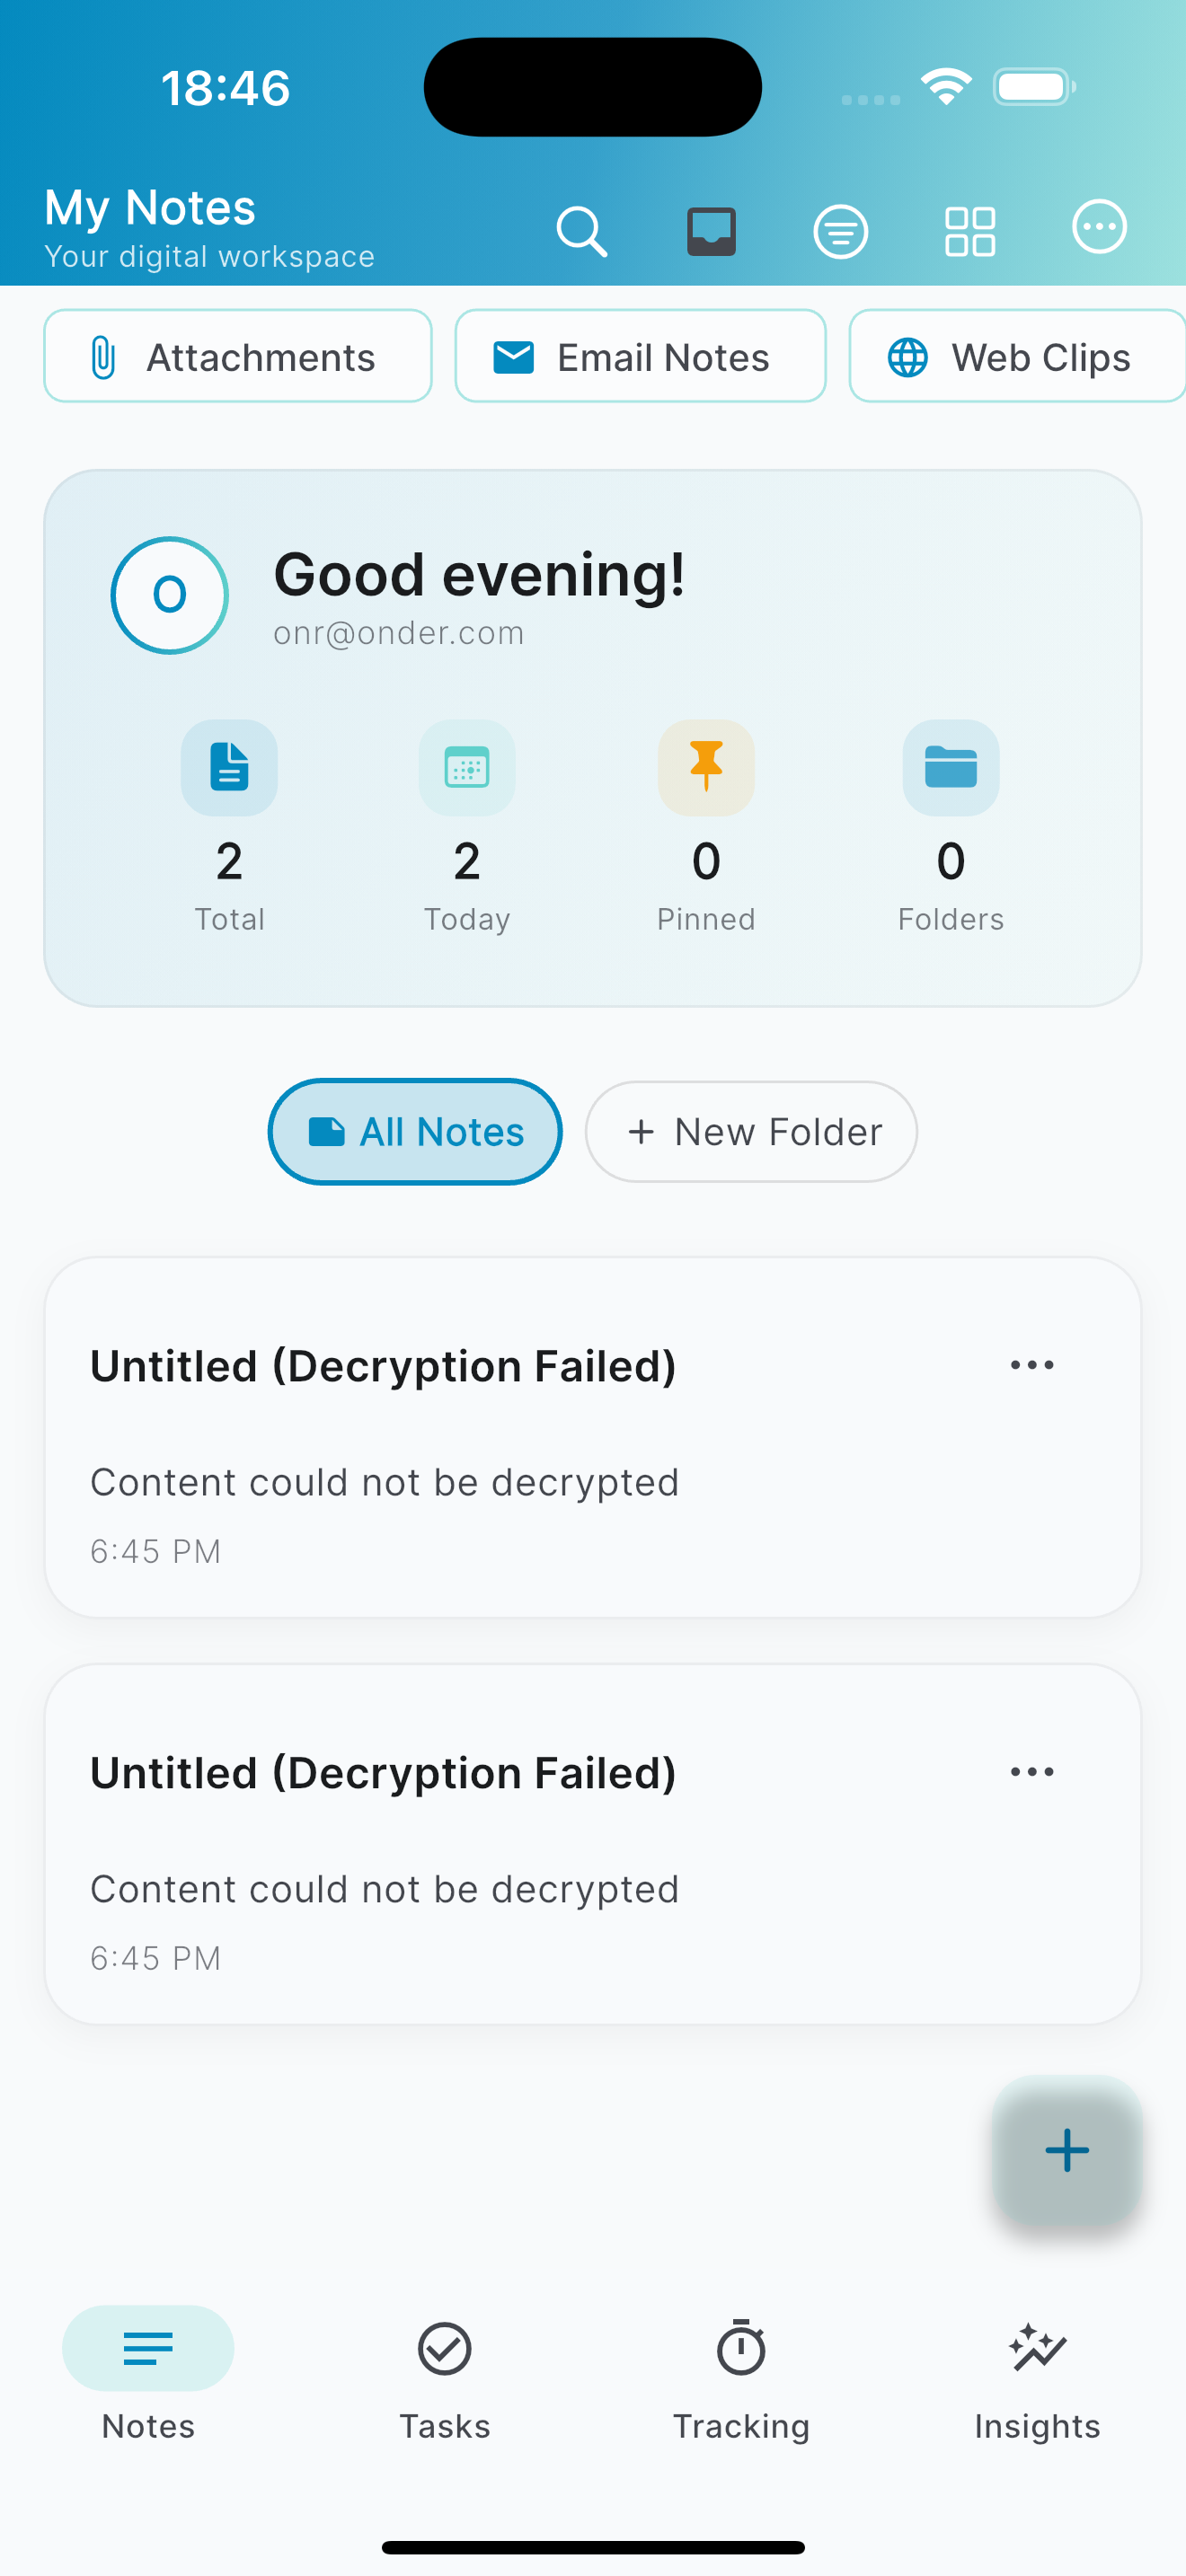 18:46
My Notes
Your digital workspace
Attachments
Email Notes
Web Clips
O
Good evening!
onr@onder.com
2
Total
2
Today
0
Pinned
0
Folders
All Notes
+ New Folder
Untitled (Decryption Failed)
Content could not be decrypted
6:45 PM
Untitled (Decryption Failed)
Content could not be decrypted
6:45 PM
Notes
Tasks
Tracking
Insights